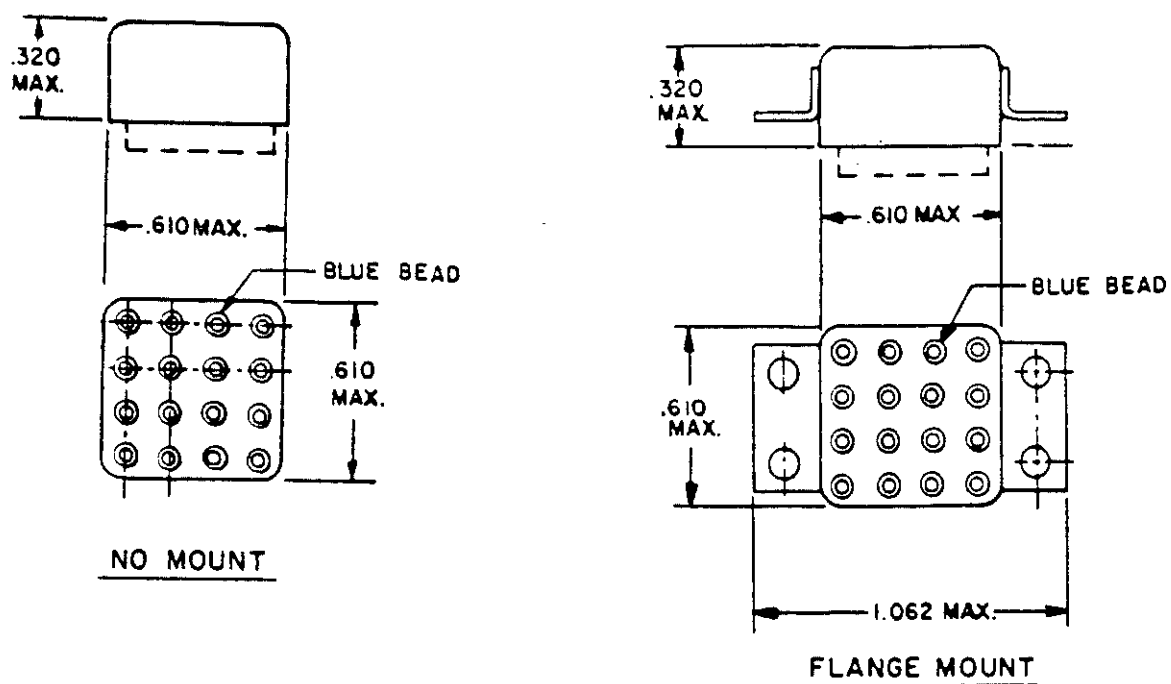 .320
MAX.
.610 MAX.
BLUE BEAD
.610
MAX.
NO MOUNT
.320
MAX.
.610 MAX
BLUE BEAD
.610
MAX.
1.062 MAX.
FLANGE MOUNT